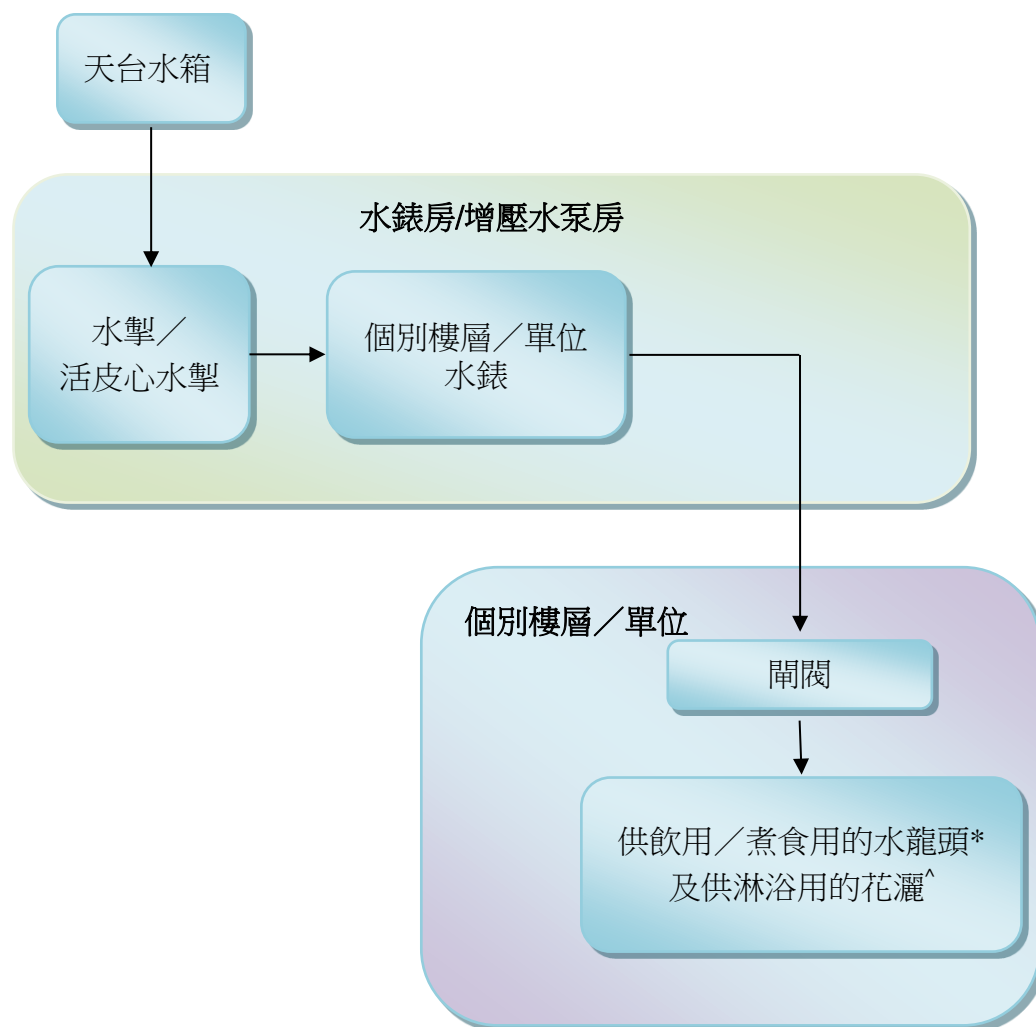 天台水箱
水錶房/增壓水泵房
水掣／
活皮心水掣
個別樓層／單位
水錶
個別樓層／單位
閘閥
供飲用／煮食用的水龍頭*
及供淋浴用的花灑^